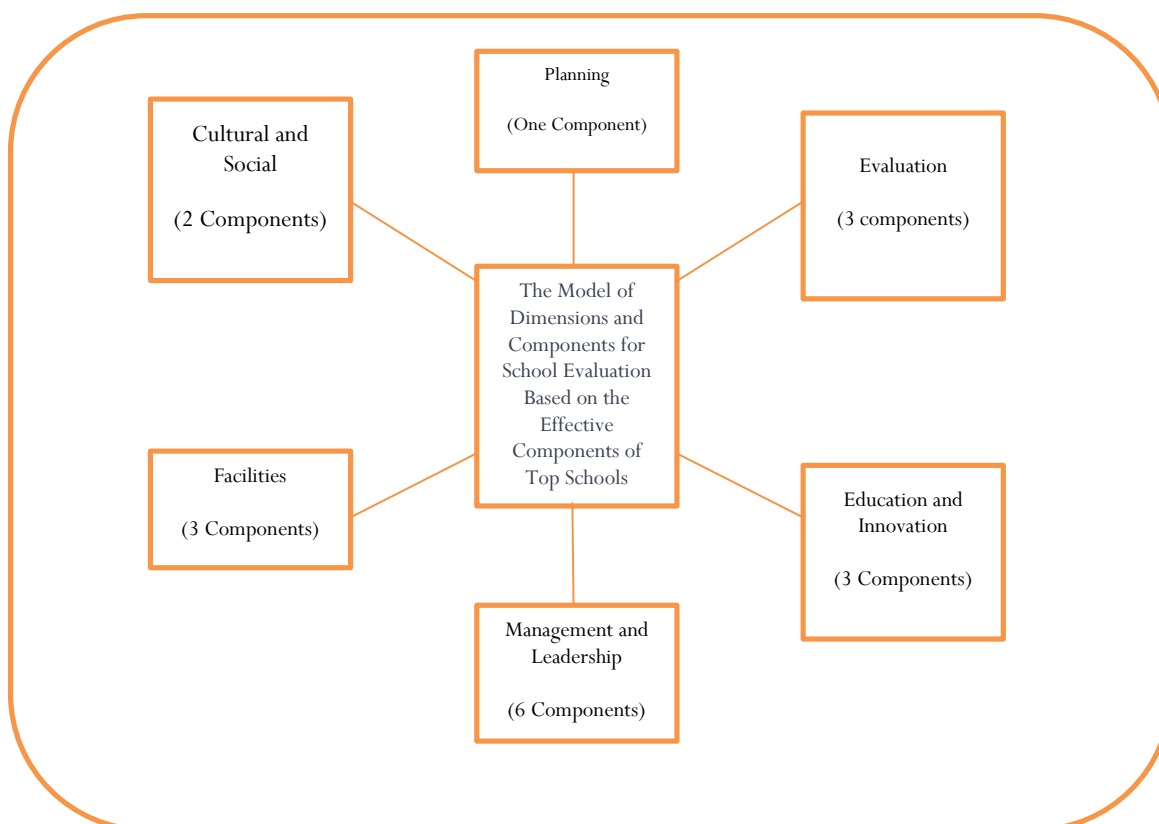 Planning
(One Component)
Cultural and
Social
(2 Components)
Evaluation
(3 components)
The Model of
Dimensions and
Components for
School Evaluation
Based on the
Effective
Components of
Top Schools
Facilities
(3 Components)
Education and
Innovation
(3 Components)
Management and
Leadership
(6 Components)